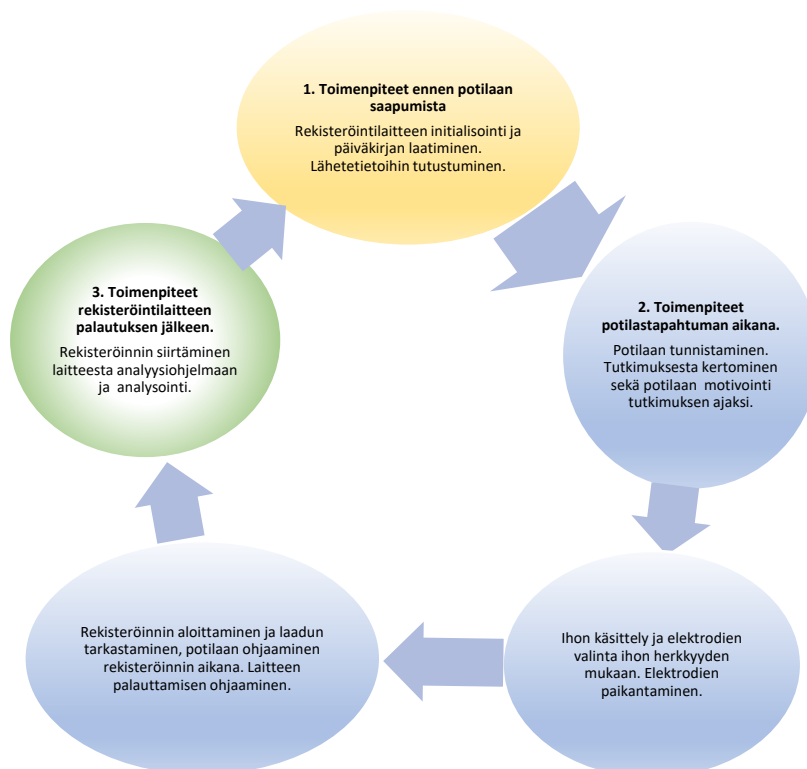 1. Toimenpiteet ennen potilaan
saapumista
Rekisteröintilaitteen initialisointi ja
päiväkirjan laatiminen.
Lähetetietoihin tutustuminen.
2. Toimenpiteet
potilastapahtuman aikana.
Potilaan tunnistaminen.
Tutkimuksesta kertominen
sekä potilaan motivointi
tutkimuksen ajaksi.
Ihon käsittely ja elektrodien
valinta ihon herkkyyden
mukaan. Elektrodien
paikantaminen.
Rekisteröinnin aloittaminen ja laadun
tarkastaminen, potilaan ohjaaminen
rekisteröinnin aikana. Laitteen
palauttamisen ohjaaminen.
3. Toimenpiteet
rekisteröintilaitteen
palautuksen jälkeen.
Rekisteröinnin siirtäminen
laitteesta analyysiohjelmaan
ja analysointi.